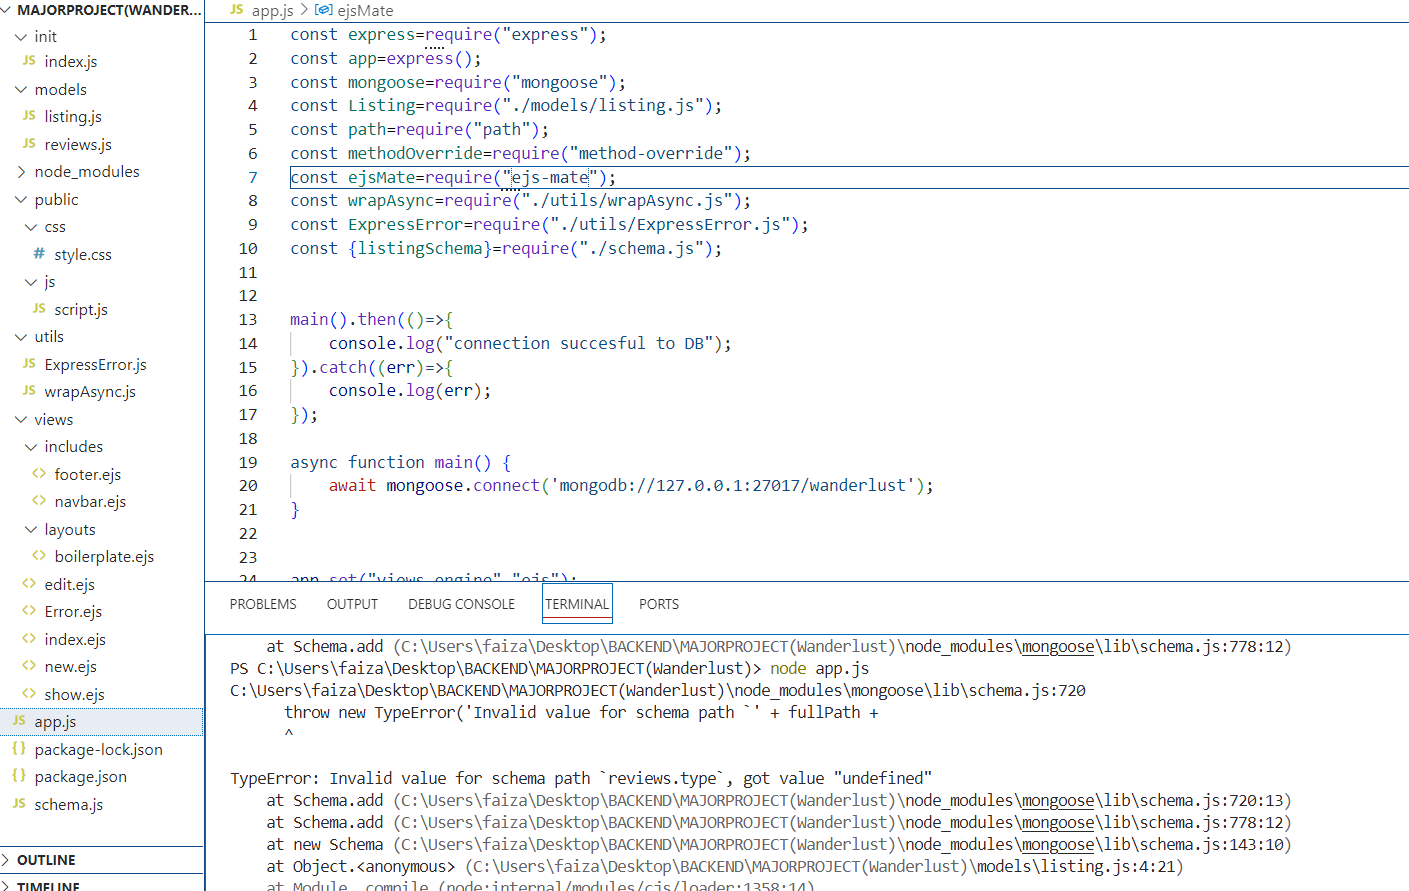 MAJORPROJECT(WANDER...
init
JS index.js
models
JS listing.js
JS reviews.js
node_modules
public
css
# style.css
js
JS script.js
utils
JS ExpressError.js
JS wrapAsync.js
views
includes
<> footer.ejs
<> navbar.ejs
layouts
<> boilerplate.ejs
<> edit.ejs
<> Error.ejs
<> index.ejs
<> new.ejs
<> show.ejs
JS app.js
{} package-lock.json
{} package.json
JS schema.js
OUTLINE
TIMELINE
JS app.js > ejsMate
1 const express=require("express");
2 const app=express();
3 const mongoose=require("mongoose");
4 const Listing=require("./models/listing.js");
5 const path=require("path");
6 const methodOverride=require("method-override");
7 const ejsMate=require("ejs-mate");
8 const wrapAsync=require("./utils/wrapAsync.js");
9 const ExpressError=require("./utils/ExpressError.js");
10 const {listingSchema}=require("./schema.js");
11
12
13 main().then(()=>{
14 console.log("connection succesful to DB");
15 }).catch((err)=>{
16 console.log(err);
17 });
18
19 async function main() {
20 await mongoose.connect('mongodb://127.0.0.1:27017/wanderlust');
21 }
22
23
24 app.set("views engine","ejs");
PROBLEMS OUTPUT DEBUG CONSOLE TERMINAL PORTS
at Schema.add (C:\Users\faiza\Desktop\BACKEND\MAJORPROJECT(Wanderlust)\node_modules\mongoose\lib\schema.js:778:12)
PS C:\Users\faiza\Desktop\BACKEND\MAJORPROJECT(Wanderlust)> node app.js
C:\Users\faiza\Desktop\BACKEND\MAJORPROJECT(Wanderlust)\node_modules\mongoose\lib\schema.js:720
throw new TypeError('Invalid value for schema path `' + fullPath +
^
TypeError: Invalid value for schema path `reviews.type`, got value "undefined"
at Schema.add (C:\Users\faiza\Desktop\BACKEND\MAJORPROJECT(Wanderlust)\node_modules\mongoose\lib\schema.js:720:13)
at Schema.add (C:\Users\faiza\Desktop\BACKEND\MAJORPROJECT(Wanderlust)\node_modules\mongoose\lib\schema.js:778:12)
at new Schema (C:\Users\faiza\Desktop\BACKEND\MAJORPROJECT(Wanderlust)\node_modules\mongoose\lib\schema.js:143:10)
at Object.<anonymous> (C:\Users\faiza\Desktop\BACKEND\MAJORPROJECT(Wanderlust)\models\listing.js:4:21)
at Module._compile (node:internal/modules/cjs/loader:1358:14)